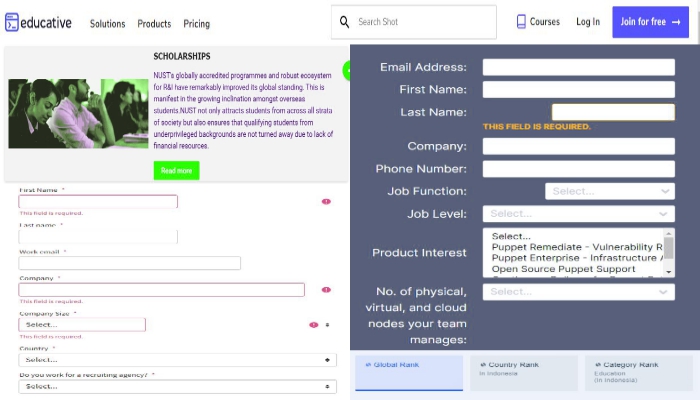 educative
Solutions
Products
Pricing
Search Shot
Courses
Log In
Join for free →
SCHOLARSHIPS
NUST's globally accredited programmes and robust ecosystem
for R&I have remarkably improved its global standing. This is
manifest in the growing inclination amongst overseas
students.NUST not only attracts students from across all strata
of society but also ensures that qualifying students from
underprivileged backgrounds are not turned away due to lack of
financial resources.
Read more
First Name *
This field is required.
Last name *
Work email *
Company *
This field is required.
Company Size *
Select...
This field is required.
Country *
Select...
Do you work for a recruiting agency? *
Select...
Email Address:
First Name:
Last Name:
THIS FIELD IS REQUIRED.
Company:
Phone Number:
Job Function:
Select...
Job Level:
Select...
Product Interest
Select...
Puppet Remediate - Vulnerability R
Puppet Enterprise - Infrastructure
Open Source Puppet Support
No. of physical,
virtual, and cloud
nodes your team
manages:
Select...
Global Rank
Country Rank
In Indonesia
Category Rank
Education
(In Indonesia)